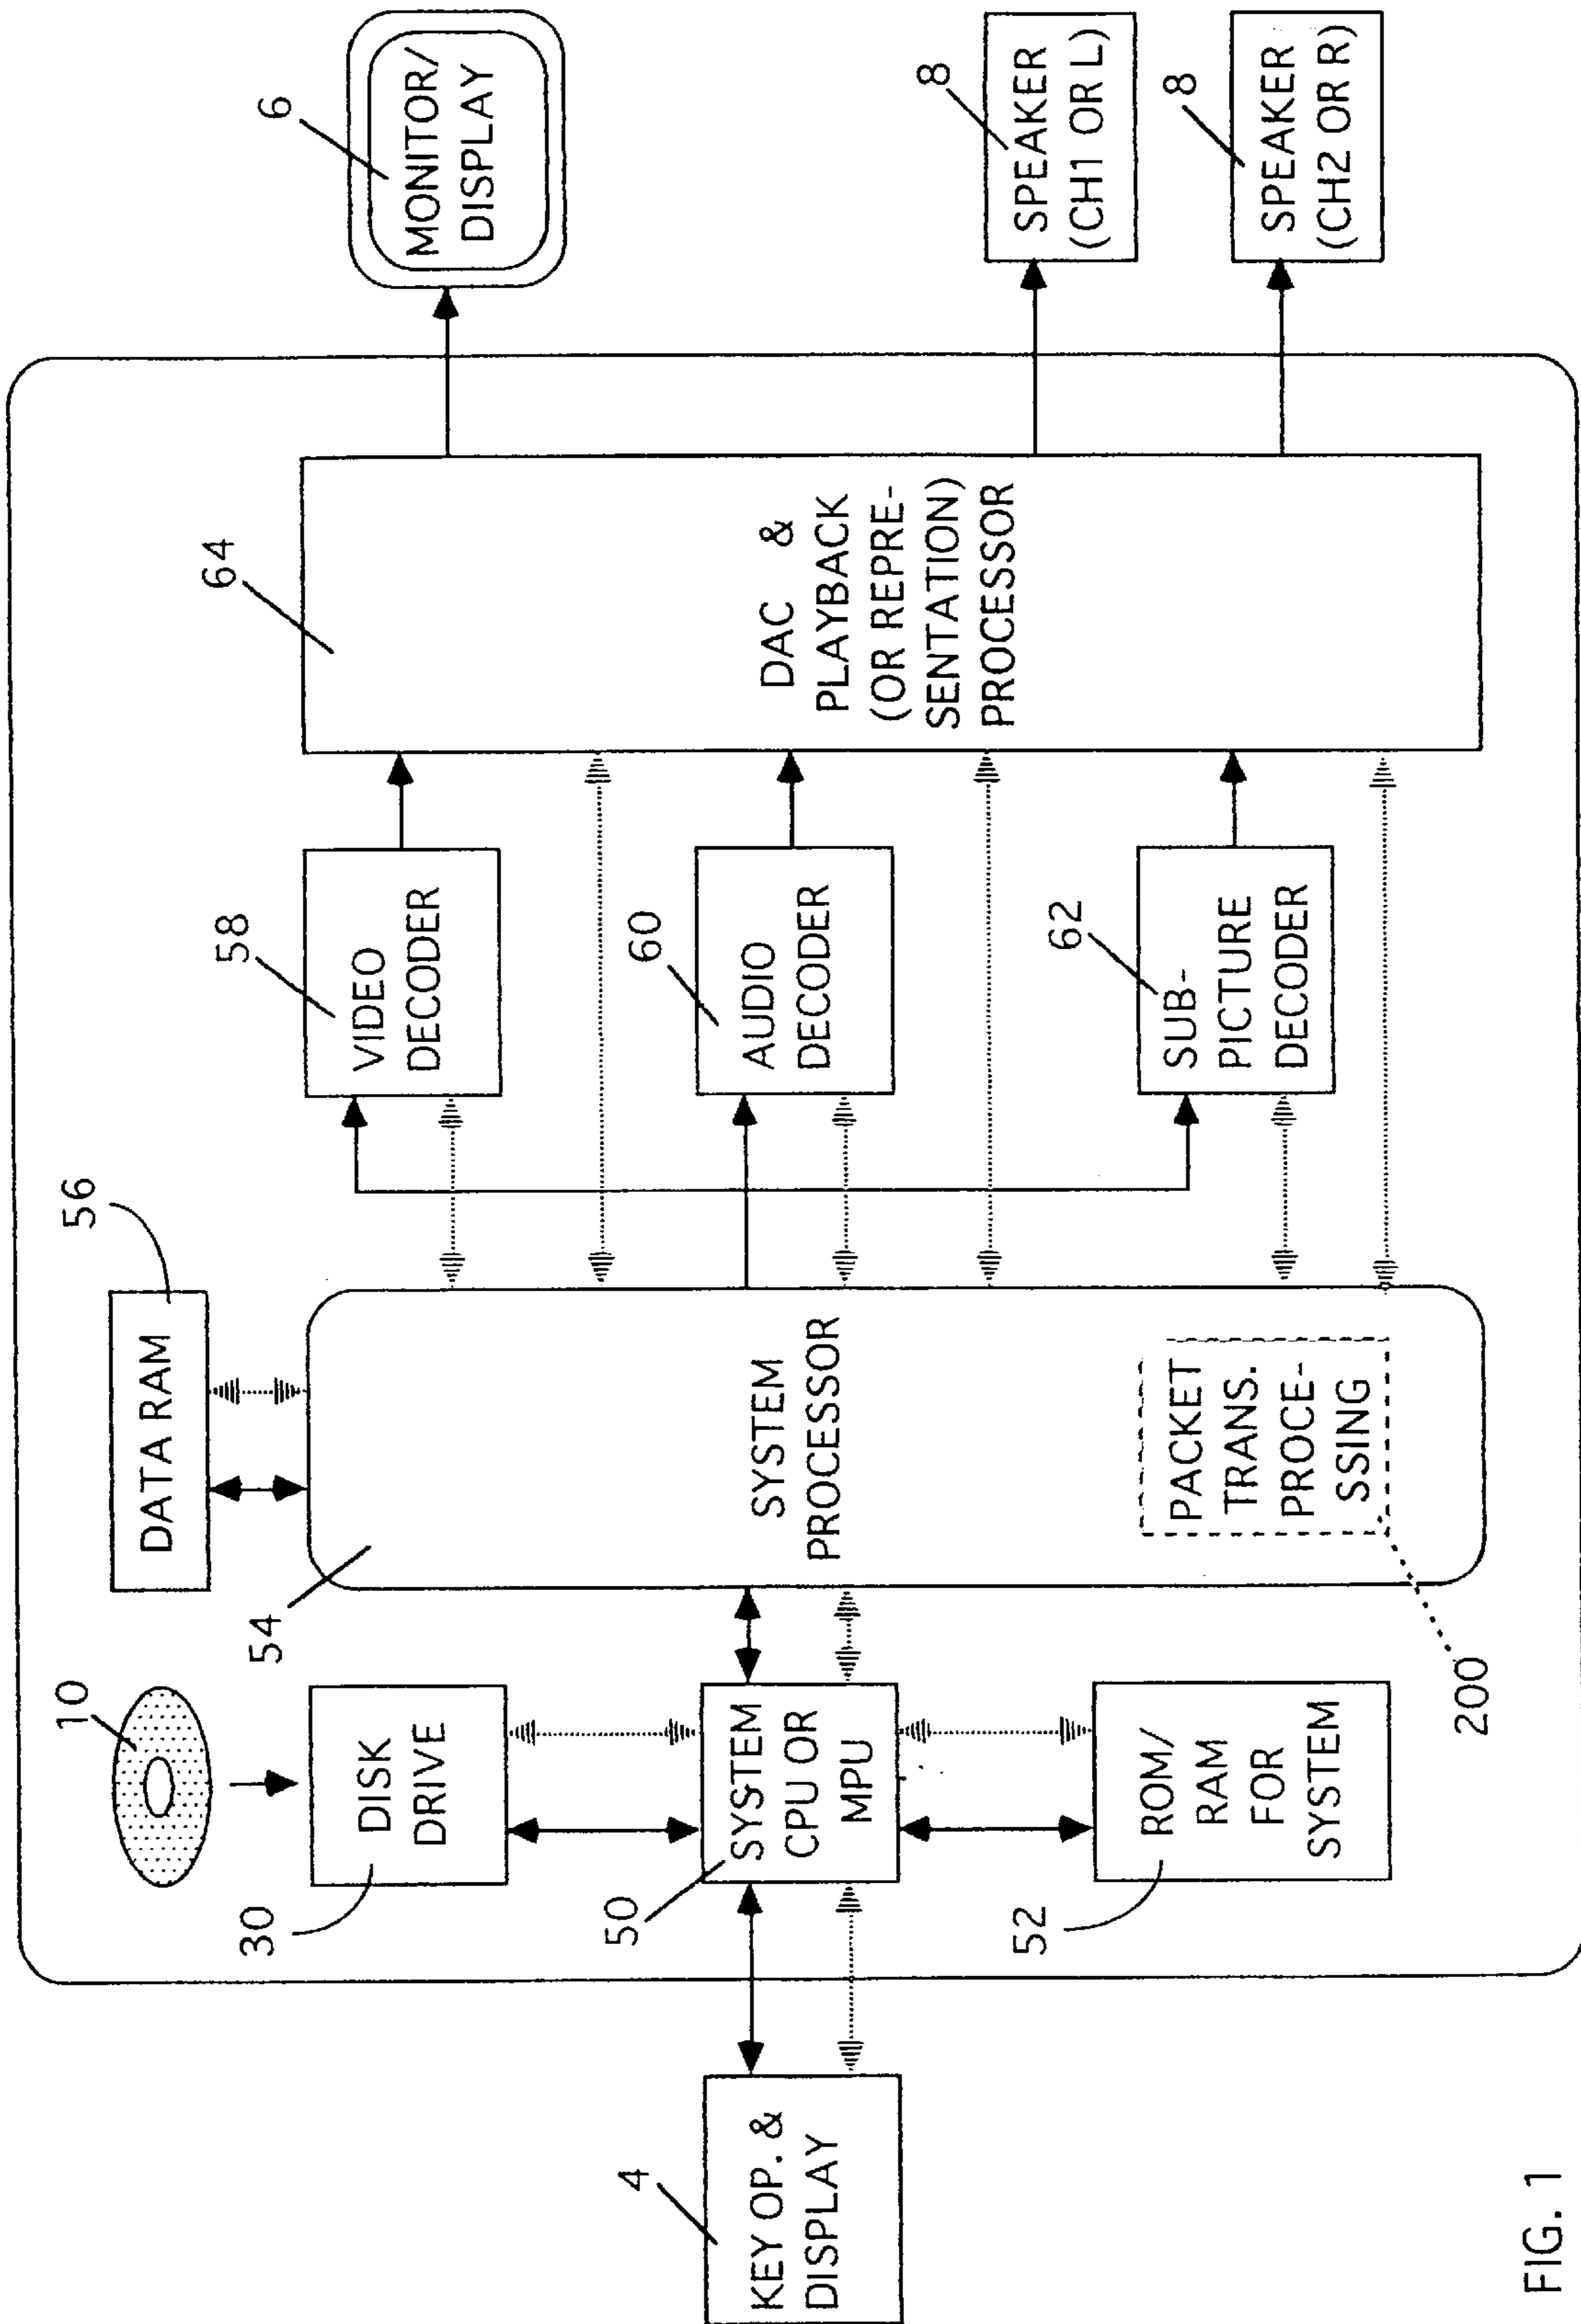 FIG. 1
4
KEY OP. &
DISPLAY
10
30
DISK
DRIVE
50
SYSTEM
CPU OR
MPU
52
ROM/
RAM FOR
SYSTEM
54
SYSTEM
PROCESSOR
PACKET
TRANS.
PROCE-
SSING
200
56
DATA RAM
58
VIDEO
DECODER
60
AUDIO
DECODER
62
SUB-
PICTURE
DECODER
64
DAC &
PLAYBACK
(OR REPRE-
SENTATION)
PROCESSOR
6
MONITOR/
DISPLAY
8
SPEAKER
(CH1 OR L)
8
SPEAKER
(CH2 OR R)